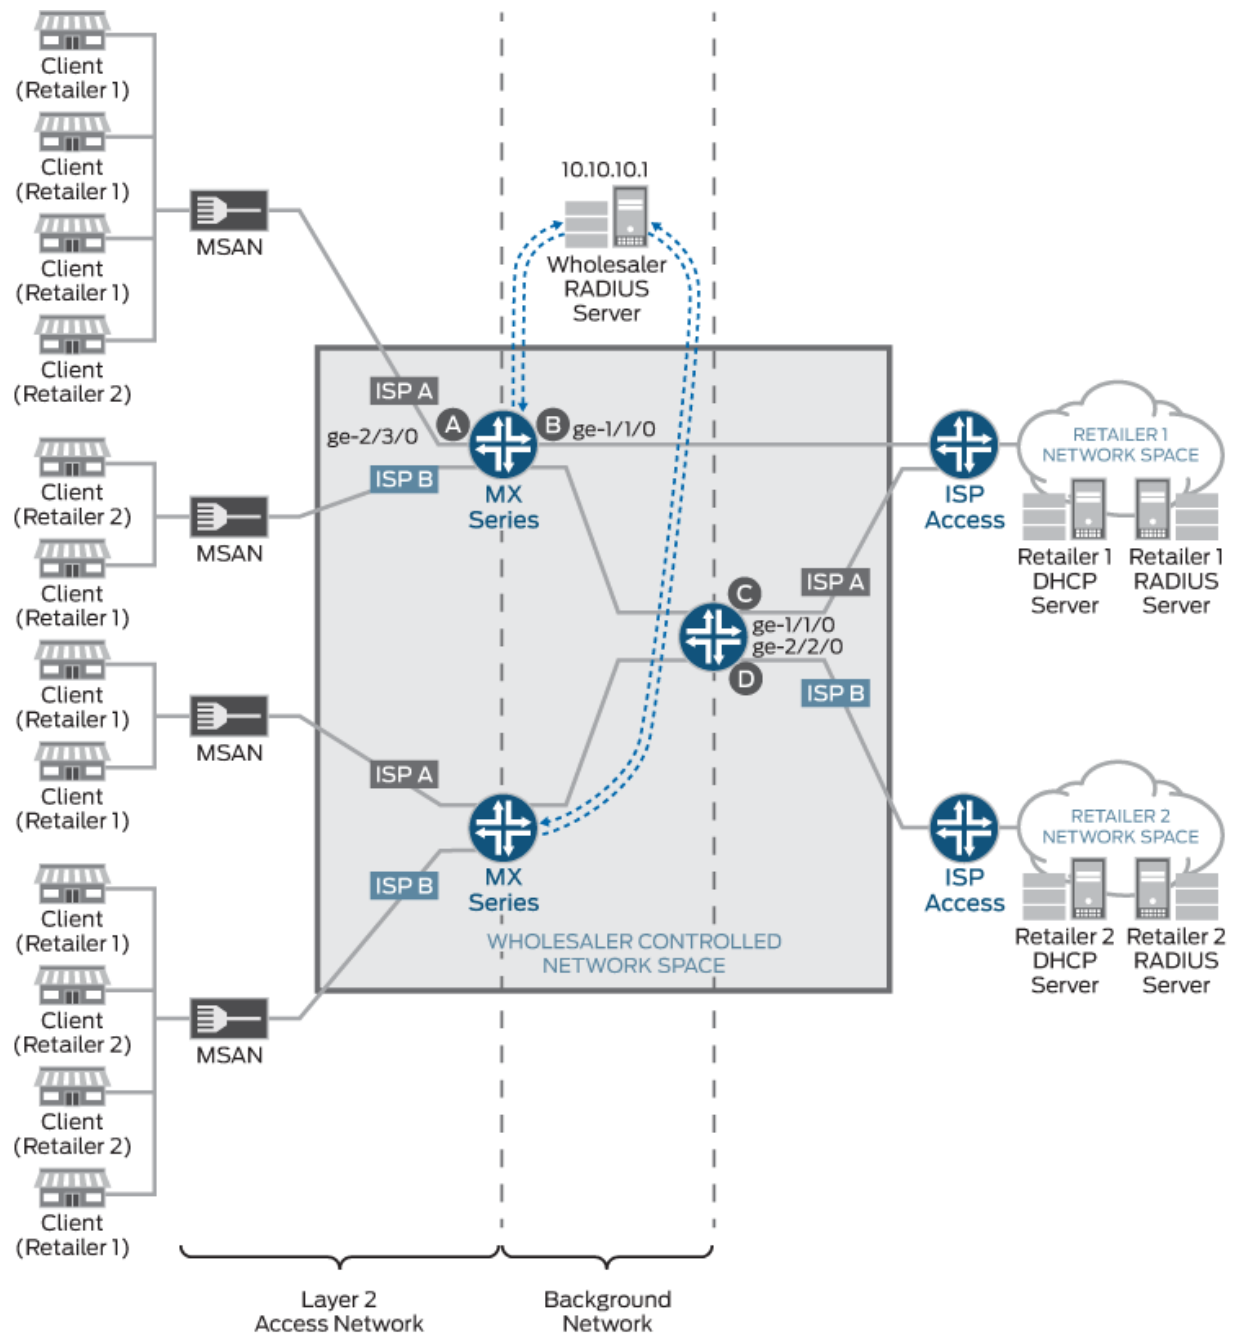 Client
(Retailer 1)
Client
(Retailer 1)
Client
(Retailer 1)
Client
(Retailer 2)
MSAN
Client
(Retailer 2)
Client
(Retailer 1)
MSAN
Client
(Retailer 1)
Client
(Retailer 1)
MSAN
Client
(Retailer 1)
Client
(Retailer 2)
Client
(Retailer 2)
Client
(Retailer 1)
MSAN
10.10.10.1
Wholesaler
RADIUS
Server
ISP A
A
B
ge-2/3/0
ge-1/1/0
ISP B
MX
Series
ISP A
MX
Series
ISP B
C
ge-1/1/0
ge-2/2/0
D
ISP A
ISP B
WHOLESALER CONTROLLED
NETWORK SPACE
ISP
Access
RETAILER 1
NETWORK SPACE
Retailer 1
DHCP
Server
Retailer 1
RADIUS
Server
ISP
Access
RETAILER 2
NETWORK SPACE
Retailer 2
DHCP
Server
Retailer 2
RADIUS
Server
Layer 2
Access Network
Background
Network